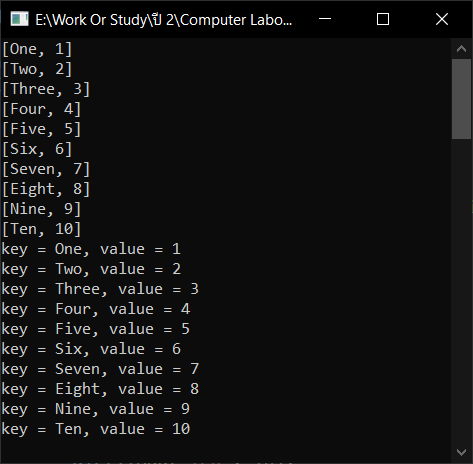 E:\Work Or Study\ปี 2\Computer Labo...
[One, 1]
[Two, 2]
[Three, 3]
[Four, 4]
[Five, 5]
[Six, 6]
[Seven, 7]
[Eight, 8]
[Nine, 9]
[Ten, 10]
key = One, value = 1
key = Two, value = 2
key = Three, value = 3
key = Four, value = 4
key = Five, value = 5
key = Six, value = 6
key = Seven, value = 7
key = Eight, value = 8
key = Nine, value = 9
key = Ten, value = 10